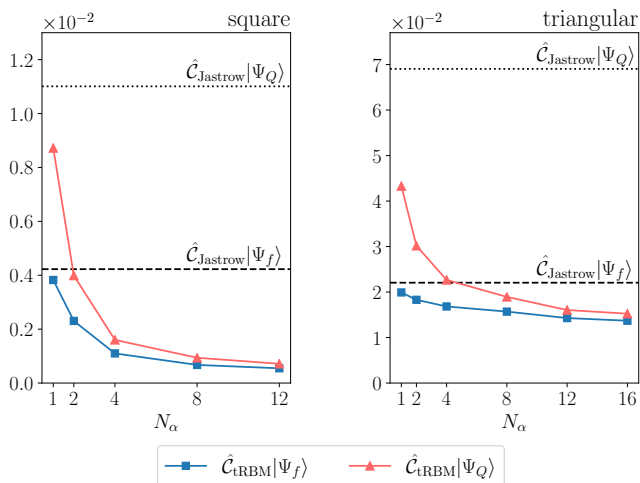 ×10⁻² square
1.2
1.0
0.8
0.6
0.4
0.2
0.0
Ĉ_Jastrow|Ψ_Q⟩
Ĉ_Jastrow|Ψ_f⟩
1 2 4 8 12
N_α
×10⁻² triangular
7
6
5
4
3
2
1
0
Ĉ_Jastrow|Ψ_Q⟩
Ĉ_Jastrow|Ψ_f⟩
1 2 4 8 12 16
N_α
Ĉ_tRBM|Ψ_f⟩ Ĉ_tRBM|Ψ_Q⟩